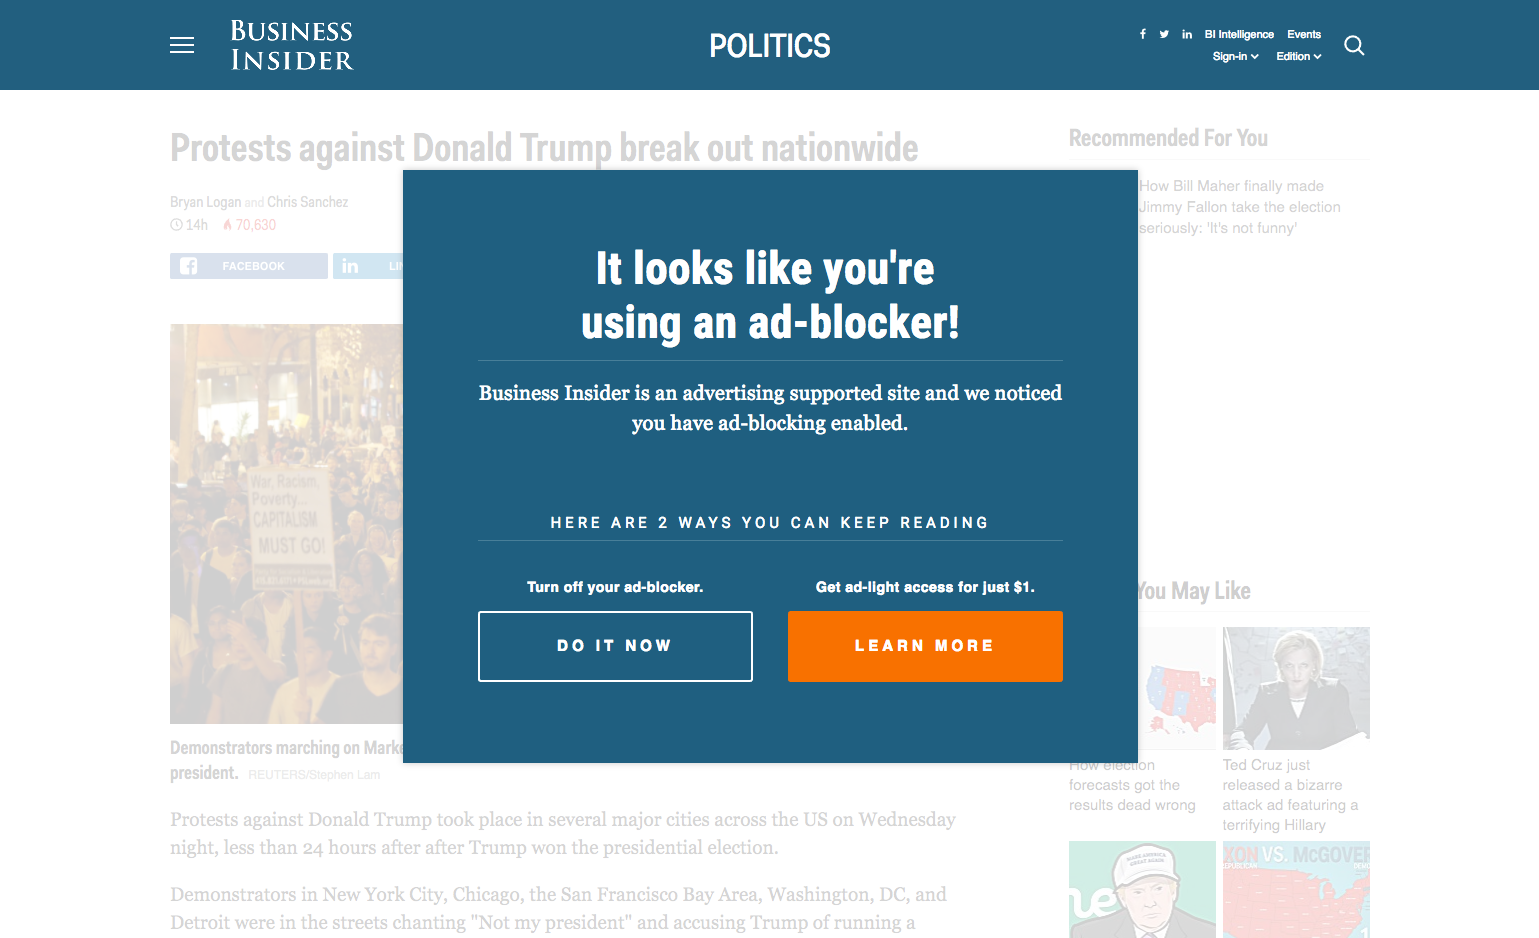 BUSINESS
INSIDER
POLITICS
BI Intelligence Events
Sign-in Edition
Protests against Donald Trump break out nationwide
Bryan Logan and Chris Sanchez
14h 70,630
FACEBOOK
in LIN
War, Racism,
Poverty...
CAPITALISM
MUST GO!
Demonstrators marching on Marke
president. REUTERS/Stephen Lam
Protests against Donald Trump took place in several major cities across the US on Wednesday
night, less than 24 hours after after Trump won the presidential election.
Demonstrators in New York City, Chicago, the San Francisco Bay Area, Washington, DC, and
Detroit were in the streets chanting "Not my president" and accusing Trump of running a
It looks like you're
using an ad-blocker!
Business Insider is an advertising supported site and we noticed
you have ad-blocking enabled.
HERE ARE 2 WAYS YOU CAN KEEP READING
Turn off your ad-blocker.
DO IT NOW
Get ad-light access for just $1.
LEARN MORE
Recommended For You
How Bill Maher finally made
Jimmy Fallon take the election
seriously: 'It's not funny'
You May Like
How election
forecasts got the
results dead wrong
Ted Cruz just
released a bizarre
attack ad featuring a
terrifying Hillary
MAKE AMERICA
GREAT AGAIN
ne
XON VS. McGOVER